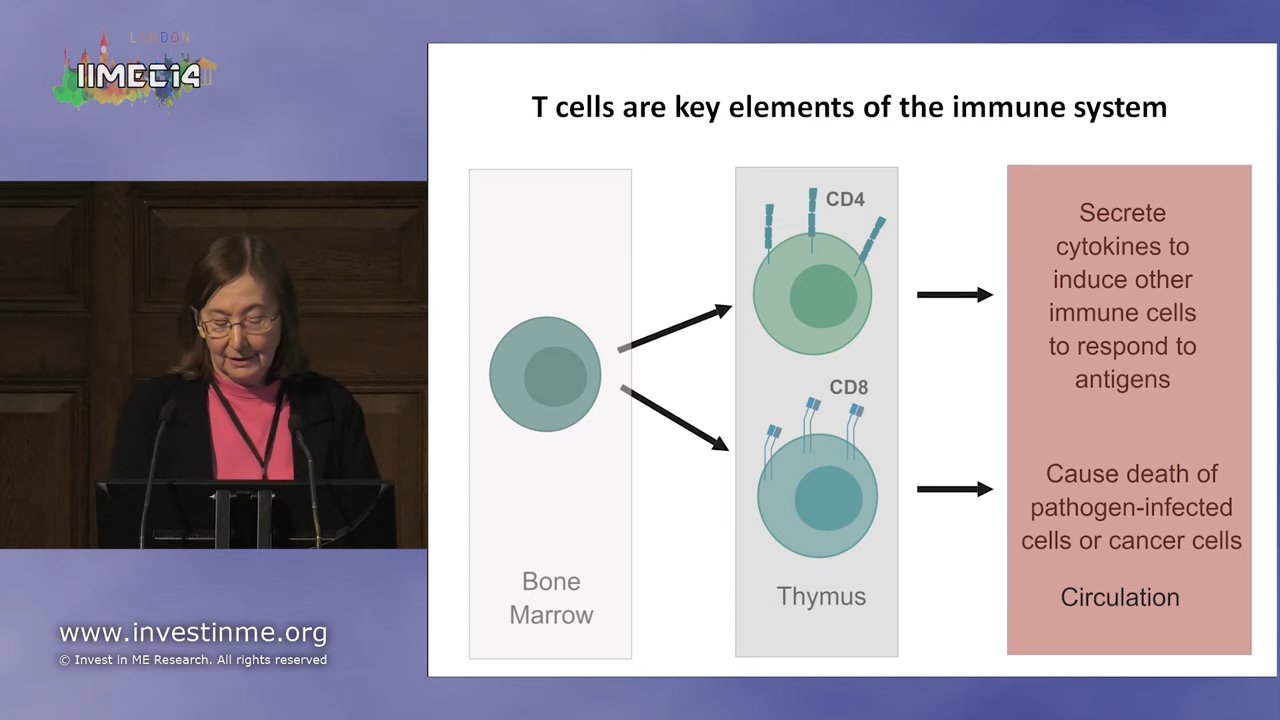 LONDON
IIMEC14
T cells are key elements of the immune system
CD4
CD8
Bone
Marrow
Thymus
Secrete
cytokines to
induce other
immune cells
to respond to
antigens
Cause death of
pathogen-infected
cells or cancer cells
Circulation
www.investinme.org
© Invest in ME Research. All rights reserved